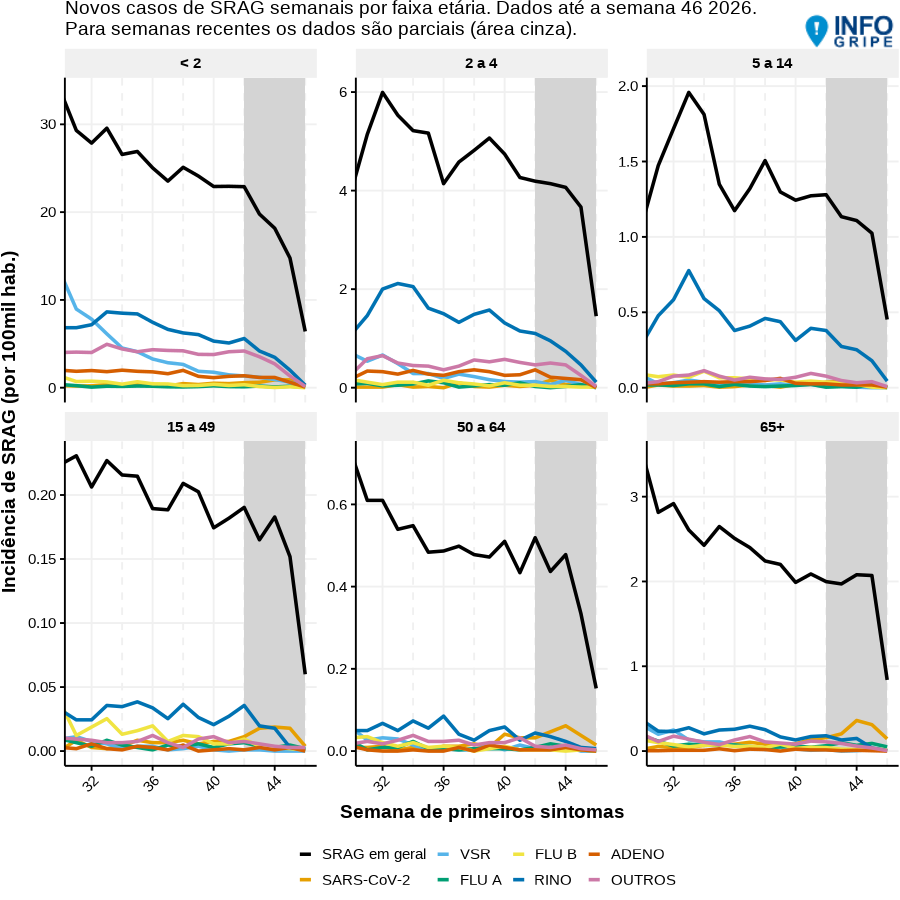 Novos casos de SRAG semanais por faixa etária. Dados até a semana 46 2026.
Para semanas recentes os dados são parciais (área cinza).
INFO
GRIPE
< 2
2 a 4
5 a 14
30
20
10
0
6
4
2
0
2.0
1.5
1.0
0.5
0.0
Incidência de SRAG (por 100mil hab.)
15 a 49
50 a 64
65+
0.20
0.15
0.10
0.05
0.00
0.6
0.4
0.2
0.0
3
2
1
0
32
36
40
44
32
36
40
44
32
36
40
44
Semana de primeiros sintomas
SRAG em geral
VSR
FLU B
ADENO
SARS-CoV-2
FLU A
RINO
OUTROS